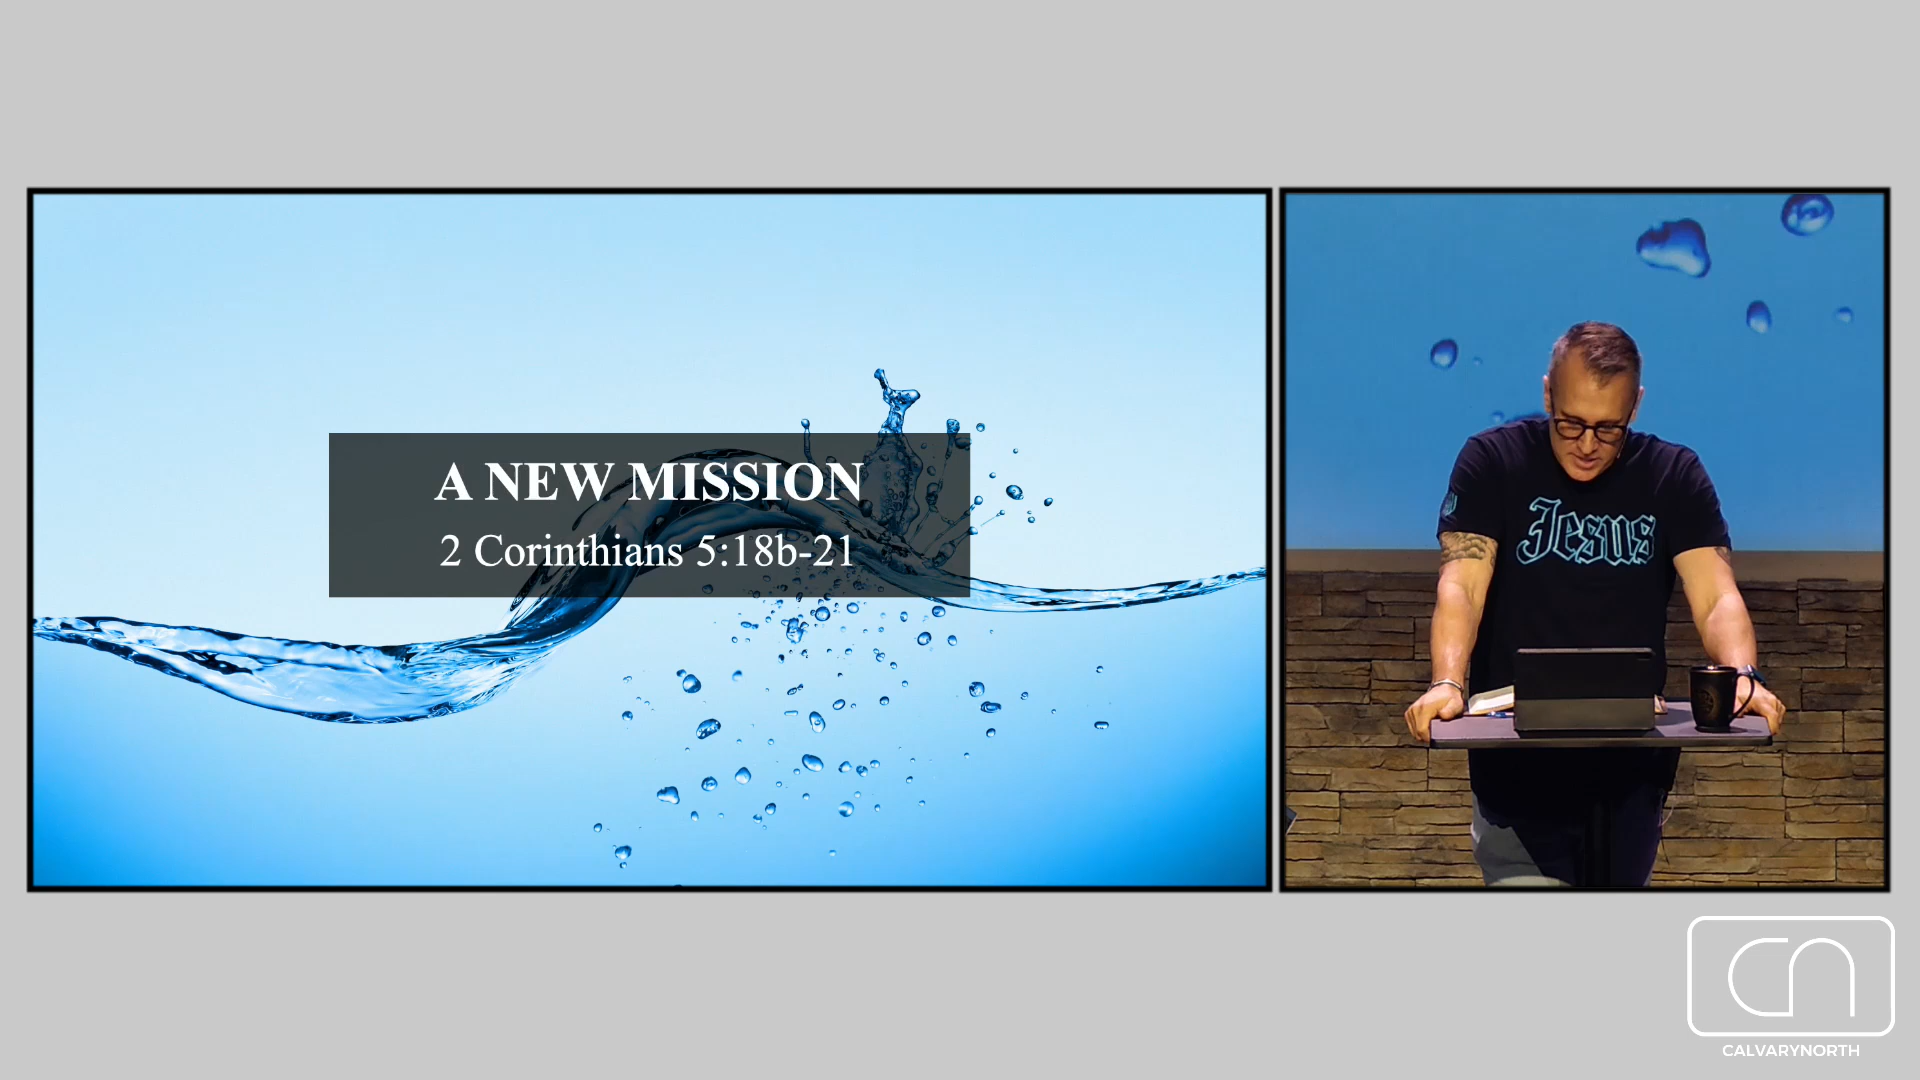 A NEW MISSION
2 Corinthians 5:18b-21
Jesus
cn
CALVARYNORTH